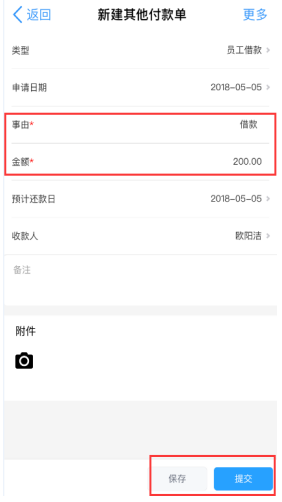 返回 新建其他付款单 更多
类型 员工借款
申请日期 2018-05-05
事由* 借款
金额* 200.00
预计还款日 2018-05-05
收款人 欧阳洁
备注
附件
保存 提交